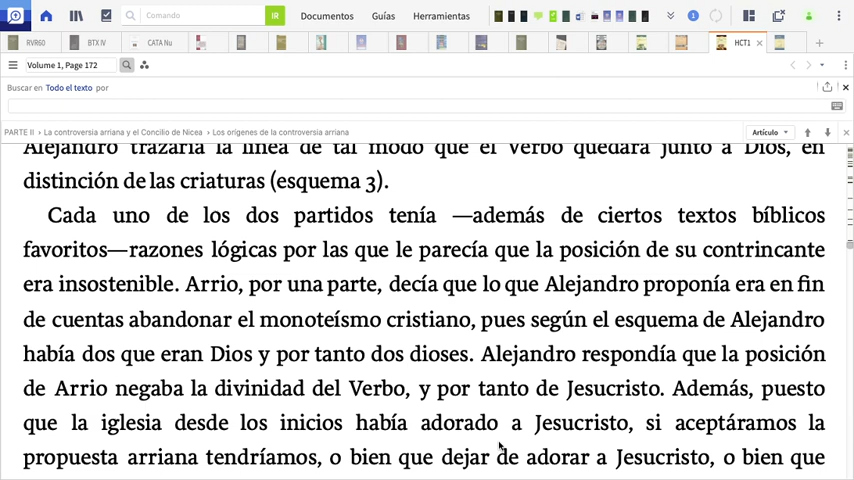 Comando
IR
Documentos
Guías
Herramientas
1
RVR60
BTX IV
CATA Nu
HCT1
Volume 1, Page 172
Buscar en Todo el texto por
PARTE II › La controversia arriana y el Concilio de Nicea › Los orígenes de la controversia arriana
Artículo
Alejandro trazaría la línea de tal modo que el Verbo quedara junto a Dios, en
distinción de las criaturas (esquema 3).
Cada uno de los dos partidos tenía —además de ciertos textos bíblicos
favoritos—razones lógicas por las que le parecía que la posición de su contrincante
era insostenible. Arrio, por una parte, decía que lo que Alejandro proponía era en fin
de cuentas abandonar el monoteísmo cristiano, pues según el esquema de Alejandro
había dos que eran Dios y por tanto dos dioses. Alejandro respondía que la posición
de Arrio negaba la divinidad del Verbo, y por tanto de Jesucristo. Además, puesto
que la iglesia desde los inicios había adorado a Jesucristo, si aceptáramos la
propuesta arriana tendríamos, o bien que dejar de adorar a Jesucristo, o bien que